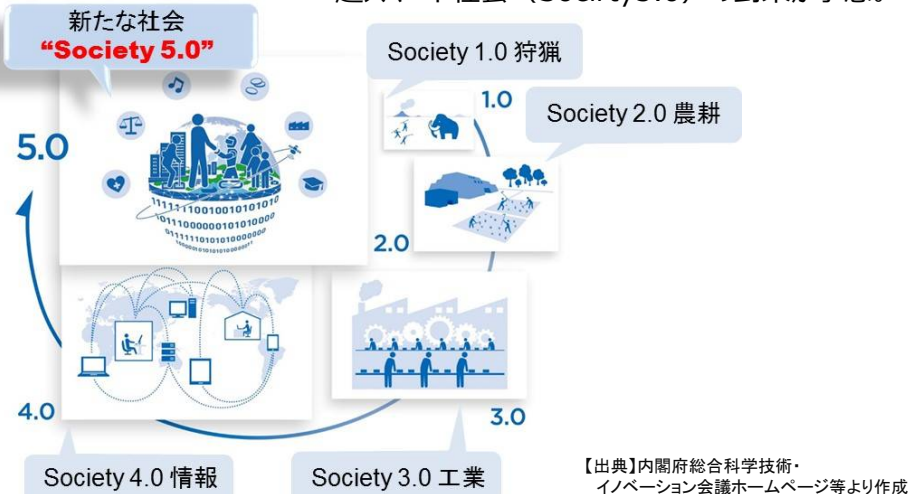 新たな社会
“Society 5.0”
Society 1.0 狩猟
1.0
Society 2.0 農耕
5.0
2.0
4.0
3.0
Society 4.0 情報
Society 3.0 工業
【出典】内閣府総合科学技術・
イノベーション会議ホームページ等より作成